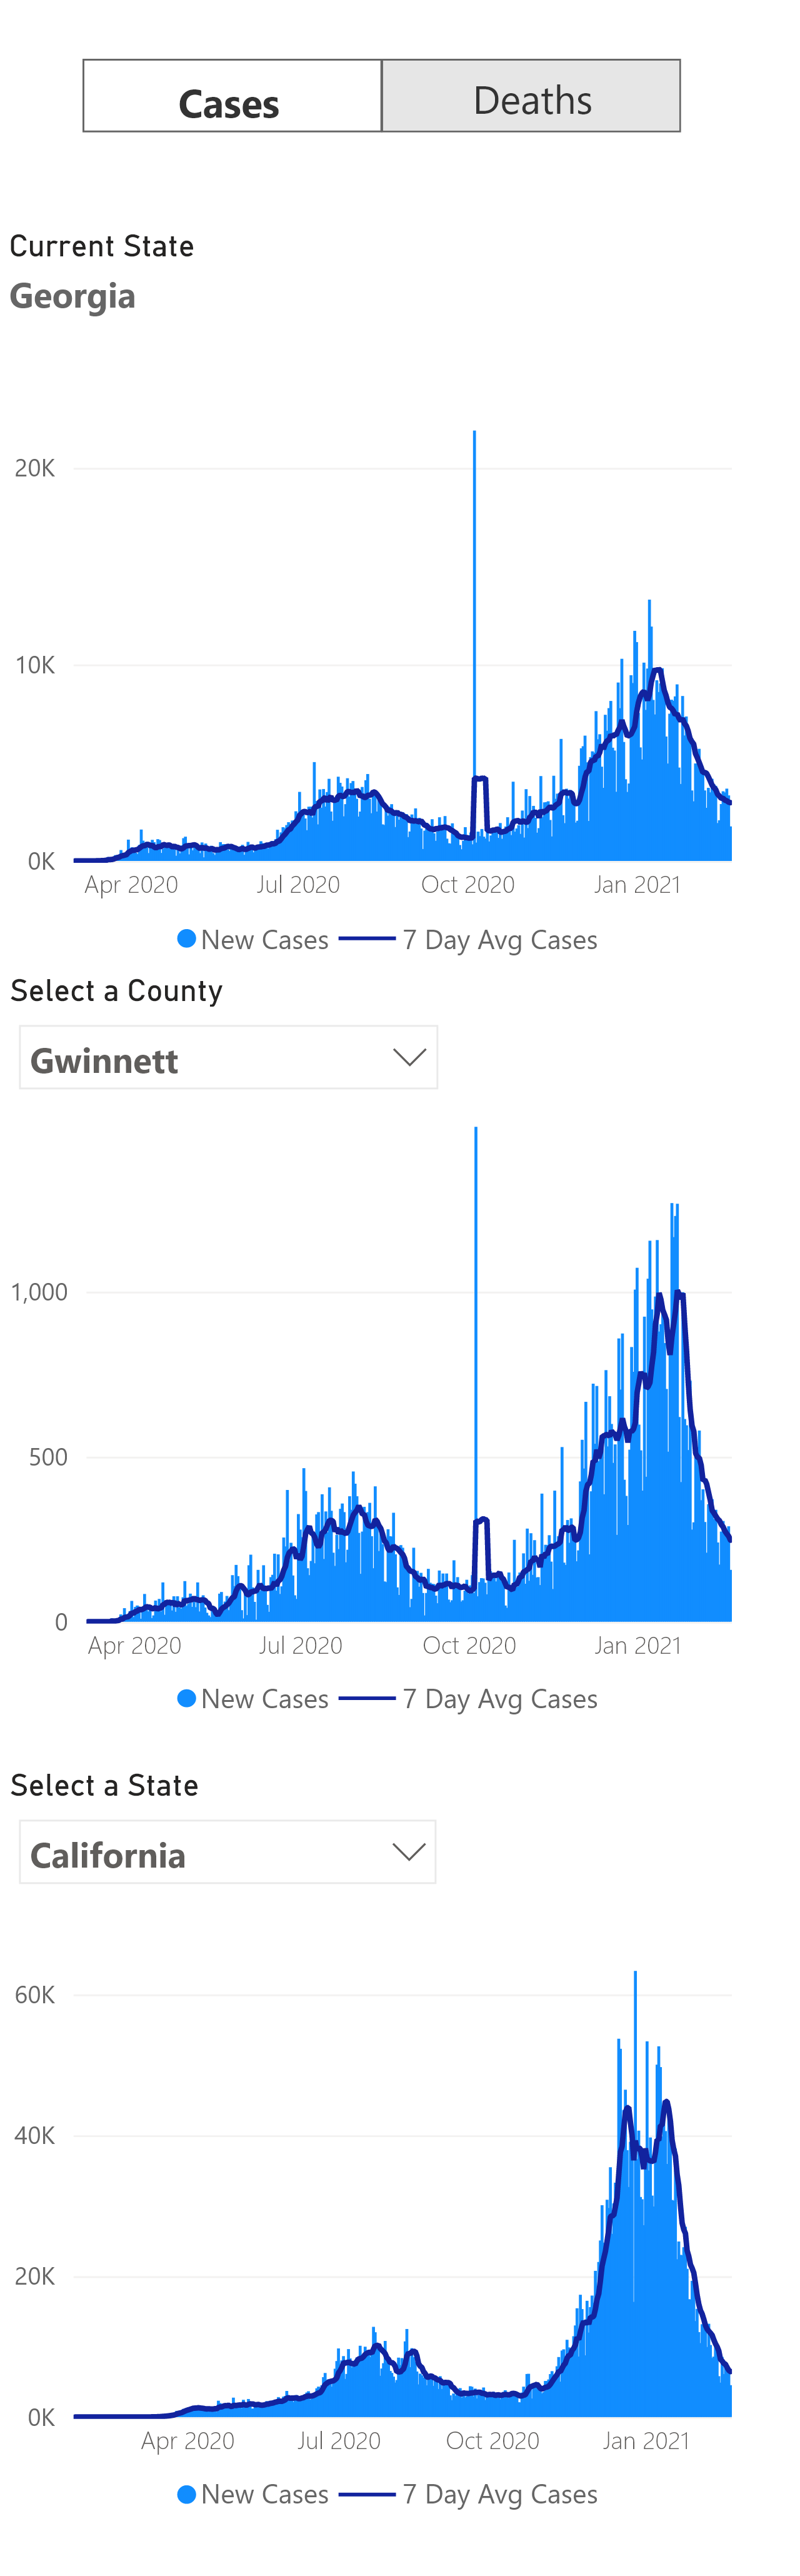 Cases Deaths
Current State
Georgia
20K
10K
0K
Apr 2020 Jul 2020 Oct 2020 Jan 2021
New Cases 7 Day Avg Cases
Select a County
Gwinnett
1,000
500
0
Apr 2020 Jul 2020 Oct 2020 Jan 2021
New Cases 7 Day Avg Cases
Select a State
California
60K
40K
20K
0K
Apr 2020 Jul 2020 Oct 2020 Jan 2021
New Cases 7 Day Avg Cases